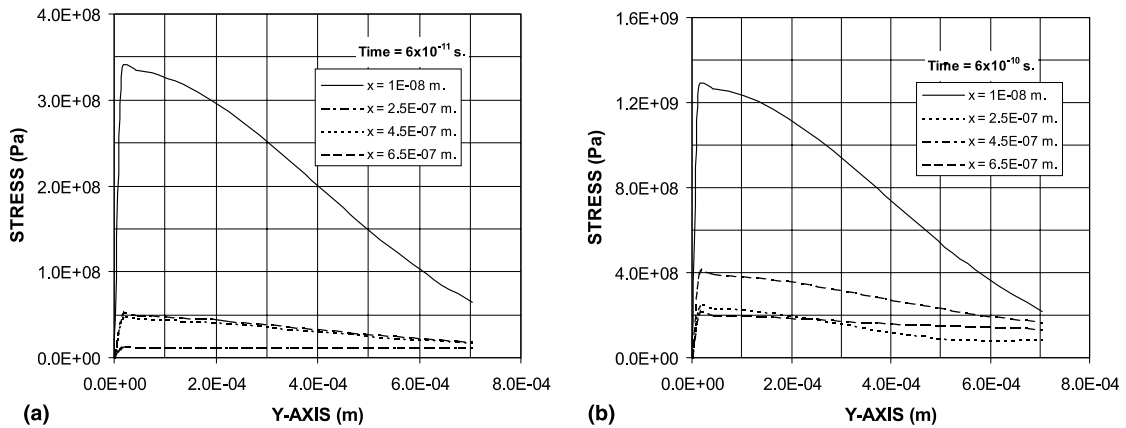 4.0E+08
3.0E+08
2.0E+08
1.0E+08
0.0E+00
STRESS (Pa)
Time = 6x10⁻¹¹ s.
x = 1E-08 m.
x = 2.5E-07 m.
x = 4.5E-07 m.
x = 6.5E-07 m.
0.0E+00 2.0E-04 4.0E-04 6.0E-04 8.0E-04
Y-AXIS (m)
(a)
1.6E+09
1.2E+09
8.0E+08
4.0E+08
0.0E+00
STRESS (Pa)
Time = 6x10⁻¹⁰ s.
x = 1E-08 m.
x = 2.5E-07 m.
x = 4.5E-07 m.
x = 6.5E-07 m.
0.0E+00 2.0E-04 4.0E-04 6.0E-04 8.0E-04
Y-AXIS (m)
(b)